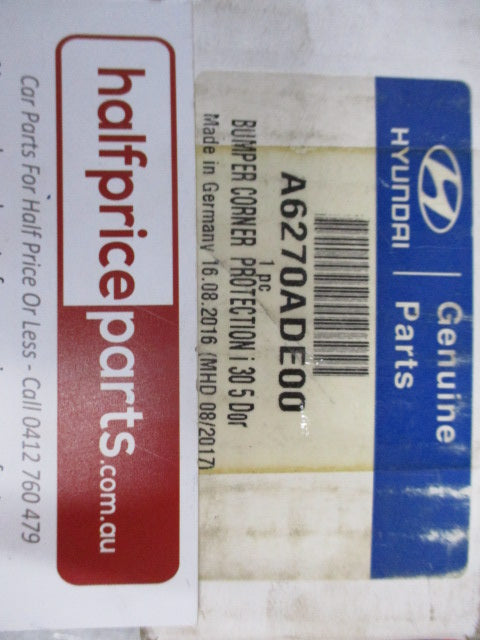 HYUNDAI
Genuine
Parts
A6270ADE00
1 pc
BUMPER CORNER PROTECTION i 30 5 Dor
Made in Germany 16.08.2016 (MHD 08/2017)
halfpriceparts.com.au
Car Parts For Half Price Or Less - Call 0412 760 479